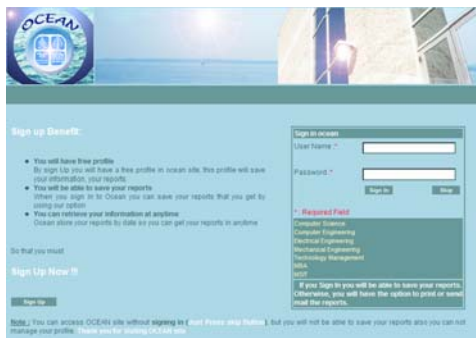 OCEAN
Sign up Benefit:
You will have free profile
By sign Up you will have a free profile in ocean site, this profile will save
your information, your reports
You will be able to save your reports
When you sign in to Ocean you can save your reports that you get by
using our option
You can retrieve your information at anytime
Ocean store your reports by date so you can get your reports in anytime
So that you must
Sign Up Now !!!
Sign Up
Sign in ocean
User Name :*
Password :*
Sign In
Skip
* : Required Field
Computer Science
Computer Engineering
Electrical Engineering
Mechanical Engineering
Technology Management
MBA
MSIT
If you Sign In you will be able to save your reports.
Otherwise, you will have the option to print or send
mail the reports.
Note : You can access OCEAN site without signing in (Just Press skip Button), but you will not be able to save your reports also you can not
manage your profile. Thank you for visiting OCEAN site